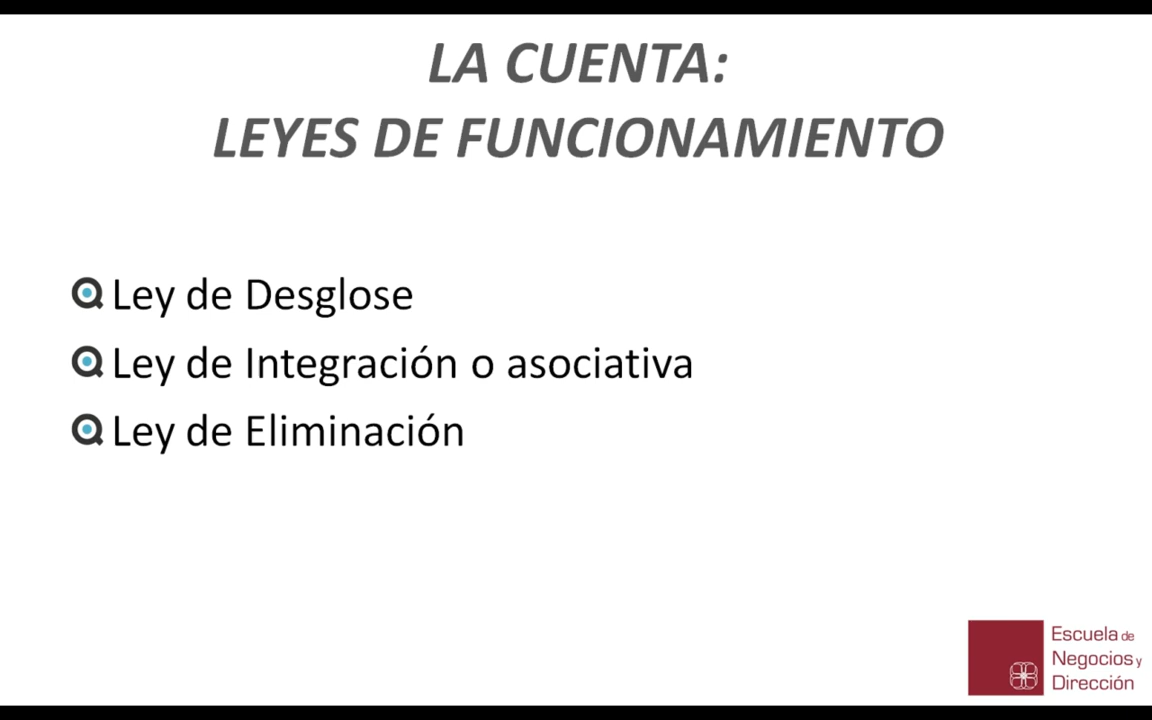 LA CUENTA:
LEYES DE FUNCIONAMIENTO
Ley de Desglose
Ley de Integración o asociativa
Ley de Eliminación
Escuela de
Negocios y
Dirección